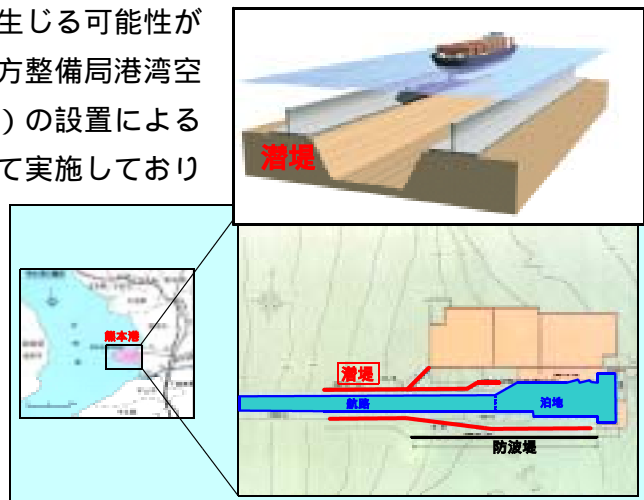 生じる可能性が
方整備局港湾空
)の設置による
て実施しており
潜堤
熊本港
潜堤
航路
泊地
防波堤